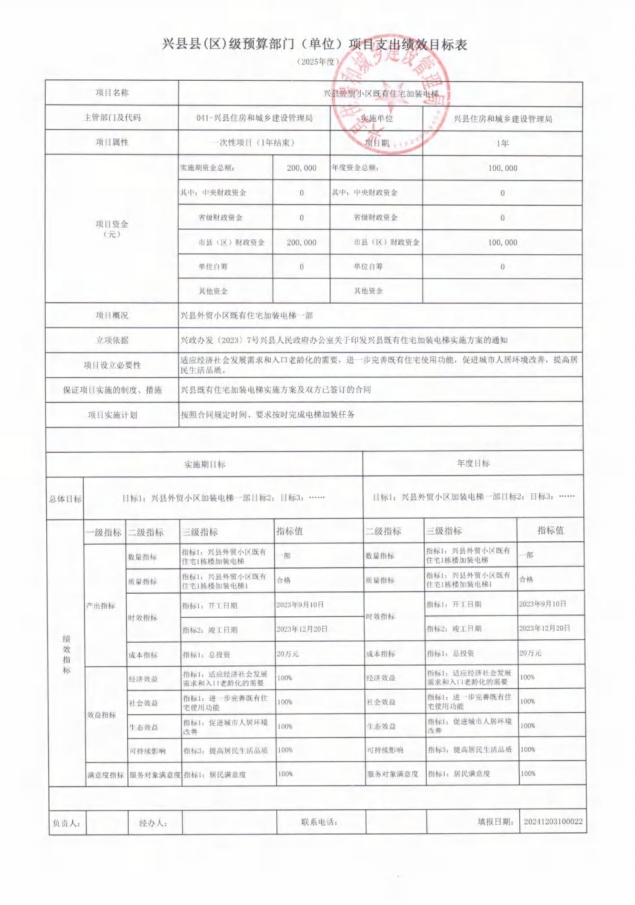 兴县县(区)级预算部门（单位）项目支出绩效目标表
（2025年度）
项目名称 兴县外贸小区既有住宅加装电梯
主管部门及代码 041-兴县住房和城乡建设管理局 实施单位 兴县住房和城乡建设管理局
项目属性 一次性项目（1年结束） 项目期 1年
项目资金
（元）
实施期资金总额： 200,000 年度资金总额： 100,000
其中：中央财政资金 0 其中：中央财政资金 0
省级财政资金 0 省级财政资金 0
市县（区）财政资金 200,000 市县（区）财政资金 100,000
单位自筹 0 单位自筹 0
其他资金 其他资金
项目概况 兴县外贸小区既有住宅加装电梯一部
立项依据 兴政办发（2023）7号兴县人民政府办公室关于印发兴县既有住宅加装电梯实施方案的通知
项目设立必要性 适应经济社会发展需求和人口老龄化的需要，进一步完善既有住宅使用功能，促进城市人居环境改善，提高居
民生活品质。
保证项目实施的制度、措施 兴县既有住宅加装电梯实施方案及双方已签订的合同
项目实施计划 按照合同规定时间、要求按时完成电梯加装任务
实施期目标 年度目标
总体目标 目标1：兴县外贸小区加装电梯一部目标2；目标3；…… 目标1：兴县外贸小区加装电梯一部目标2；目标3；……
绩效指标
一级指标 二级指标 三级指标 指标值 二级指标 三级指标 指标值
产出指标
数量指标 指标1：兴县外贸小区既有
住宅1栋楼加装电梯 一部 数量指标 指标1：兴县外贸小区既有
住宅1栋楼加装电梯 一部
质量指标 指标1：兴县外贸小区既有
住宅1栋楼加装电梯1 合格 质量指标 指标1：兴县外贸小区既有
住宅1栋楼加装电梯1 合格
时效指标 指标1：开工日期 2023年9月10日 时效指标 指标1：开工日期 2023年9月10日
指标2：竣工日期 2023年12月20日 指标2：竣工日期 2023年12月20日
成本指标 指标1：总投资 20万元 成本指标 指标1：总投资 20万元
效益指标
经济效益 指标1：适应经济社会发展
需求和人口老龄化的需要 100% 经济效益 指标1：适应经济社会发展
需求和人口老龄化的需要 100%
社会效益 指标1：进一步完善既有住
宅使用功能 100% 社会效益 指标1：进一步完善既有住
宅使用功能 100%
生态效益 指标1：促进城市人居环境
改善 100% 生态效益 指标1：促进城市人居环境
改善 100%
可持续影响 指标3：提高居民生活品质 100% 可持续影响 指标3：提高居民生活品质 100%
满意度指标 服务对象满意度 指标1：居民满意度 100% 服务对象满意度 指标1：居民满意度 100%
负责人： 经办人： 联系电话： 填报日期： 20241203100022